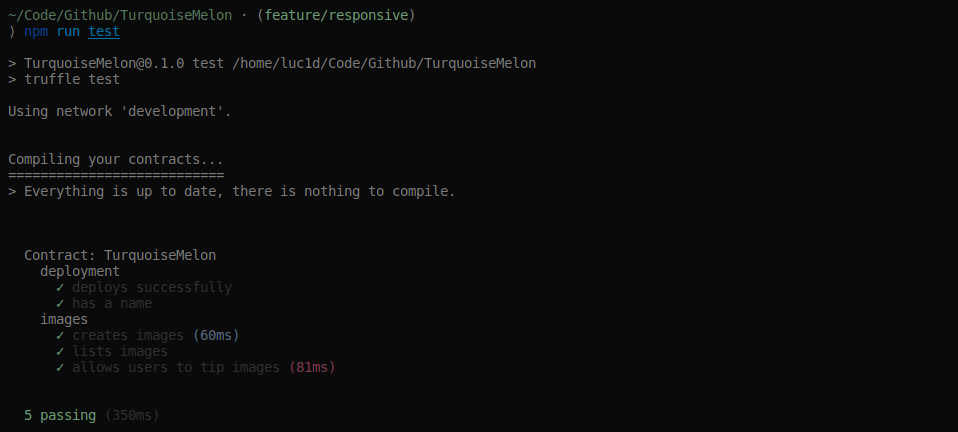 ~/Code/Github/TurquoiseMelon · (feature/responsive)
⟩ npm run test
> TurquoiseMelon@0.1.0 test /home/luc1d/Code/Github/TurquoiseMelon
> truffle test
Using network 'development'.
Compiling your contracts...
===========================
> Everything is up to date, there is nothing to compile.
Contract: TurquoiseMelon
deployment
✓ deploys successfully
✓ has a name
images
✓ creates images (60ms)
✓ lists images
✓ allows users to tip images (81ms)
5 passing (350ms)